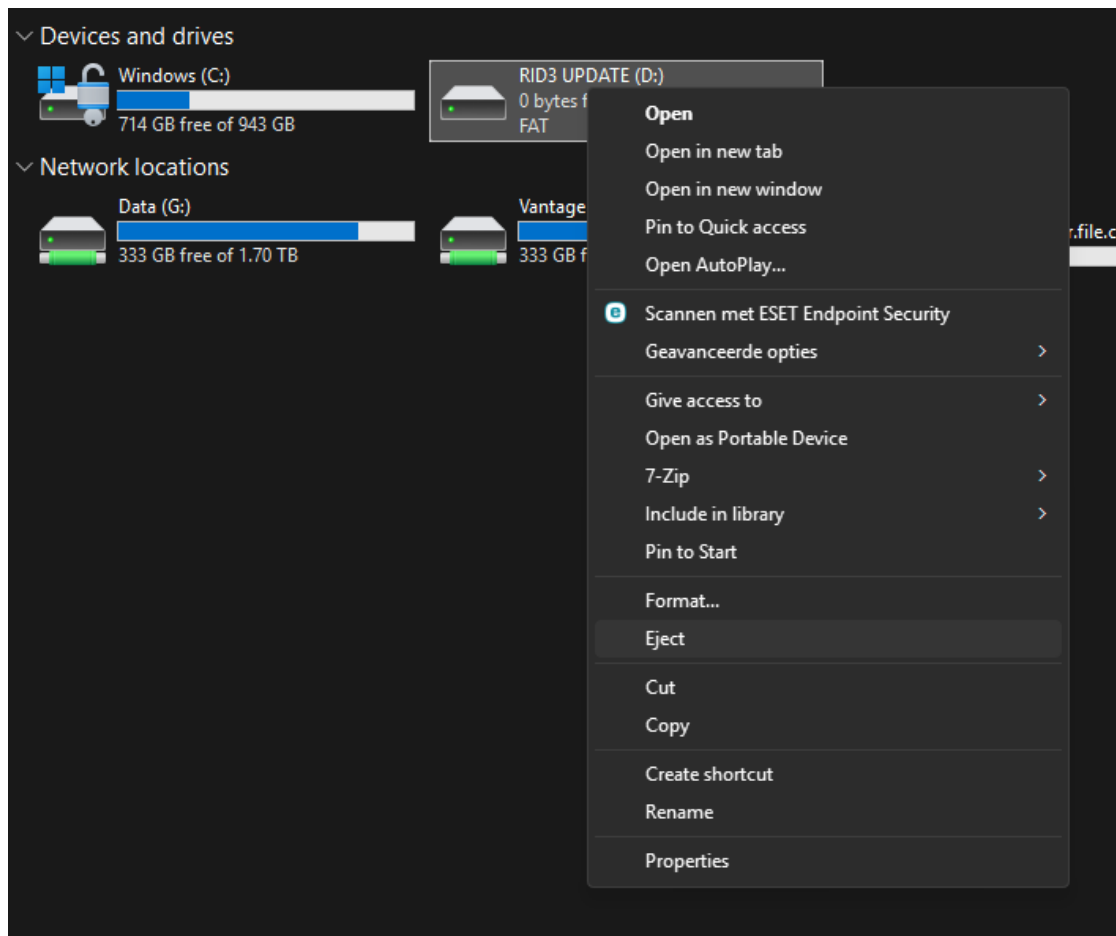 Devices and drives
Windows (C:)
714 GB free of 943 GB
RID3 UPDATE (D:)
0 bytes f
FAT
Network locations
Data (G:)
333 GB free of 1.70 TB
Vantage
333 GB f
r.file.c
Open
Open in new tab
Open in new window
Pin to Quick access
Open AutoPlay...
Scannen met ESET Endpoint Security
Geavanceerde opties
Give access to
Open as Portable Device
7-Zip
Include in library
Pin to Start
Format...
Eject
Cut
Copy
Create shortcut
Rename
Properties